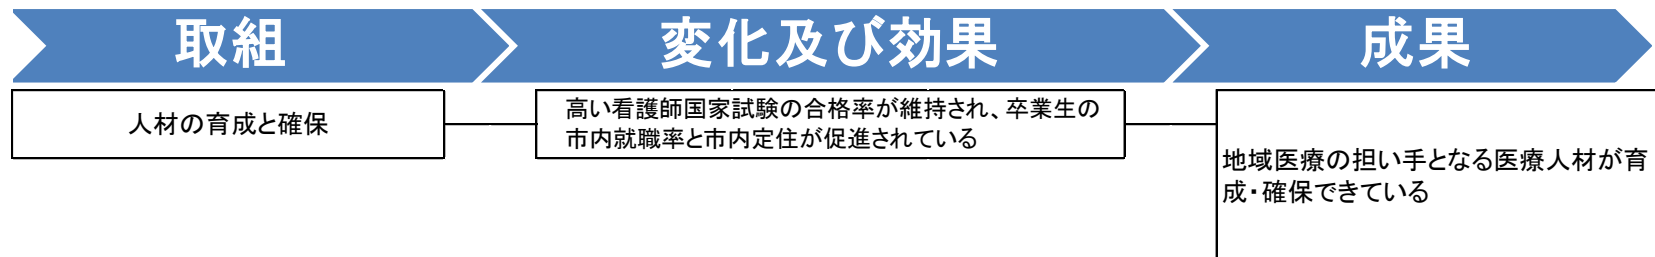 取組
変化及び効果
成果
人材の育成と確保
高い看護師国家試験の合格率が維持され、卒業生の
市内就職率と市内定住が促進されている
地域医療の担い手となる医療人材が育
成・確保できている